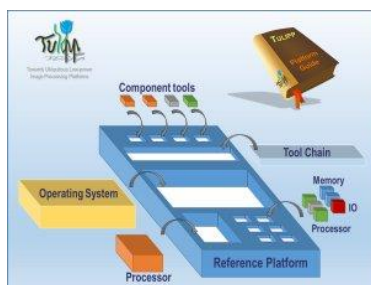 TULIPP
Towards Ubiquitous Low-power
Image Processing Platforms
TULIPP
Platform
Guide
Component tools
Tool Chain
Operating System
Memory
IO
Processor
Processor
Reference Platform